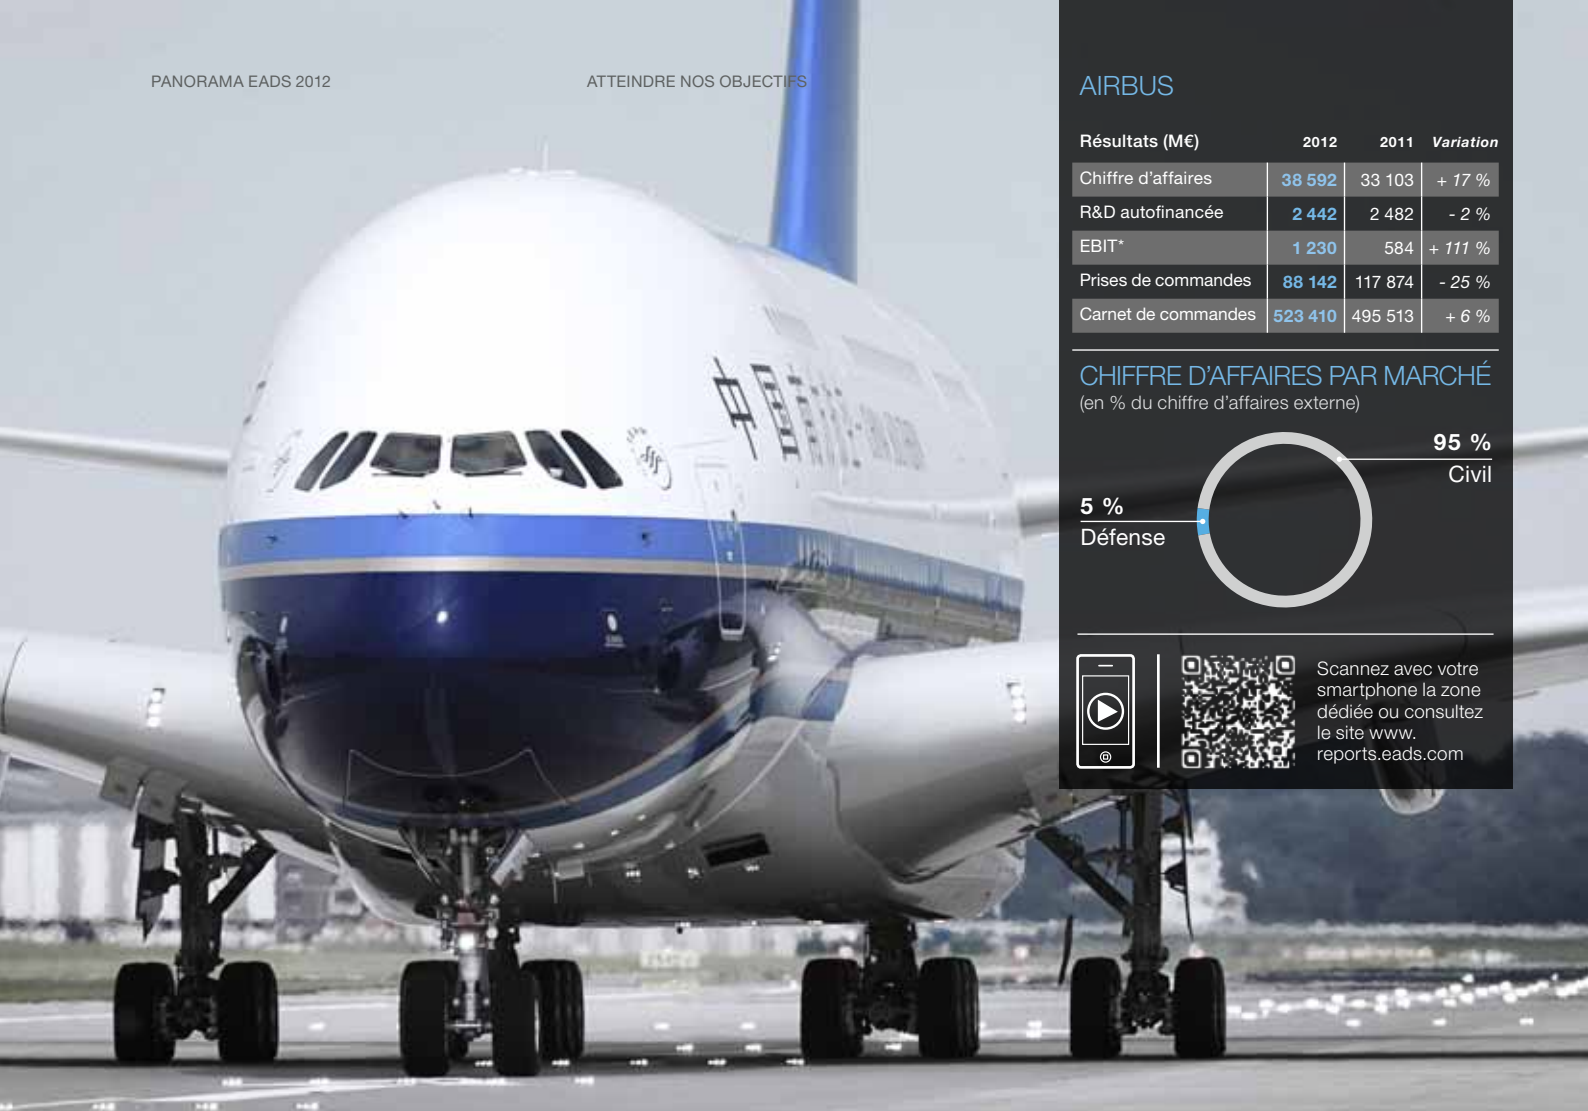 PANORAMA EADS 2012
ATTEINDRE NOS OBJECTIFS
AIRBUS
Résultats (M€) 2012 2011 Variation
Chiffre d'affaires 38 592 33 103 + 17 %
R&D autofinancée 2 442 2 482 - 2 %
EBIT* 1 230 584 + 111 %
Prises de commandes 88 142 117 874 - 25 %
Carnet de commandes 523 410 495 513 + 6 %
CHIFFRE D'AFFAIRES PAR MARCHÉ
(en % du chiffre d'affaires externe)
95 %
Civil
5 %
Défense
Scannez avec votre
smartphone la zone
dédiée ou consultez
le site www.
reports.eads.com
中国